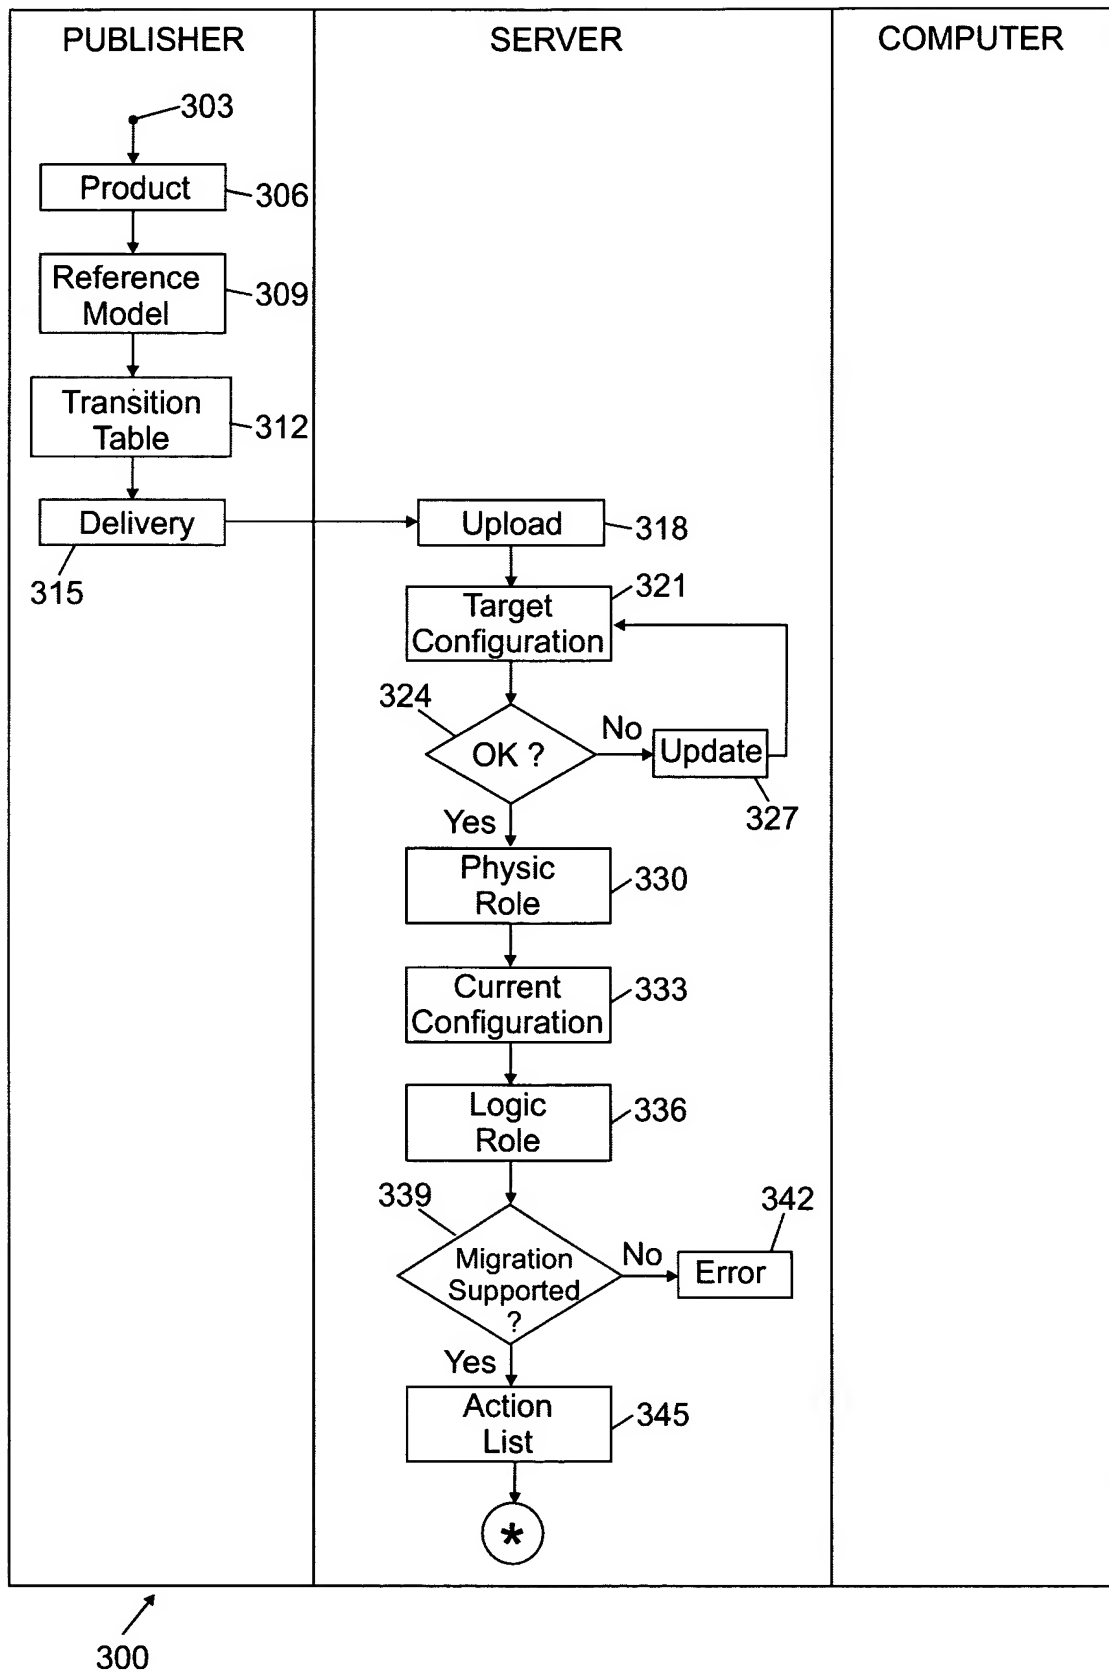 PUBLISHER
SERVER
COMPUTER
303
Product
306
Reference
Model
309
Transition
Table
312
Delivery
315
Upload
318
321
Target
Configuration
324
OK ?
No
Update
327
Yes
Physic
Role
330
Current
Configuration
333
Logic
Role
336
339
Migration
Supported
?
No
342
Error
Yes
Action
List
345
*
300